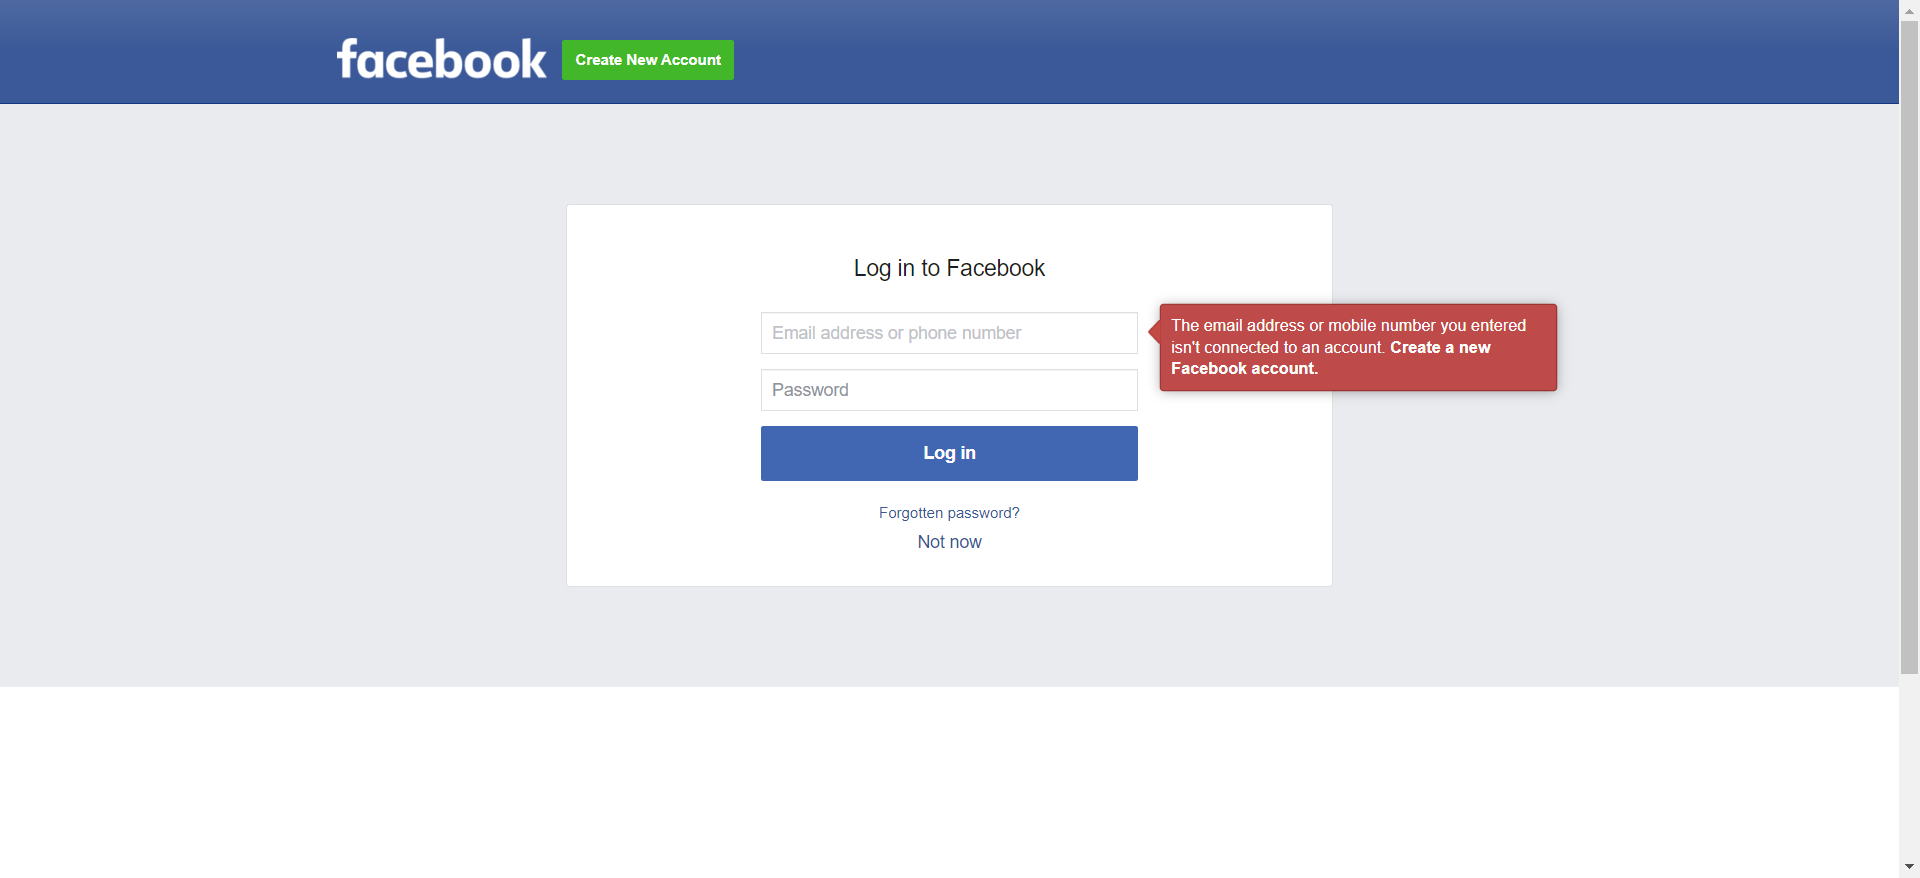 facebook
Create New Account
Log in to Facebook
Email address or phone number
The email address or mobile number you entered
isn't connected to an account. Create a new
Facebook account.
Password
Log in
Forgotten password?
Not now